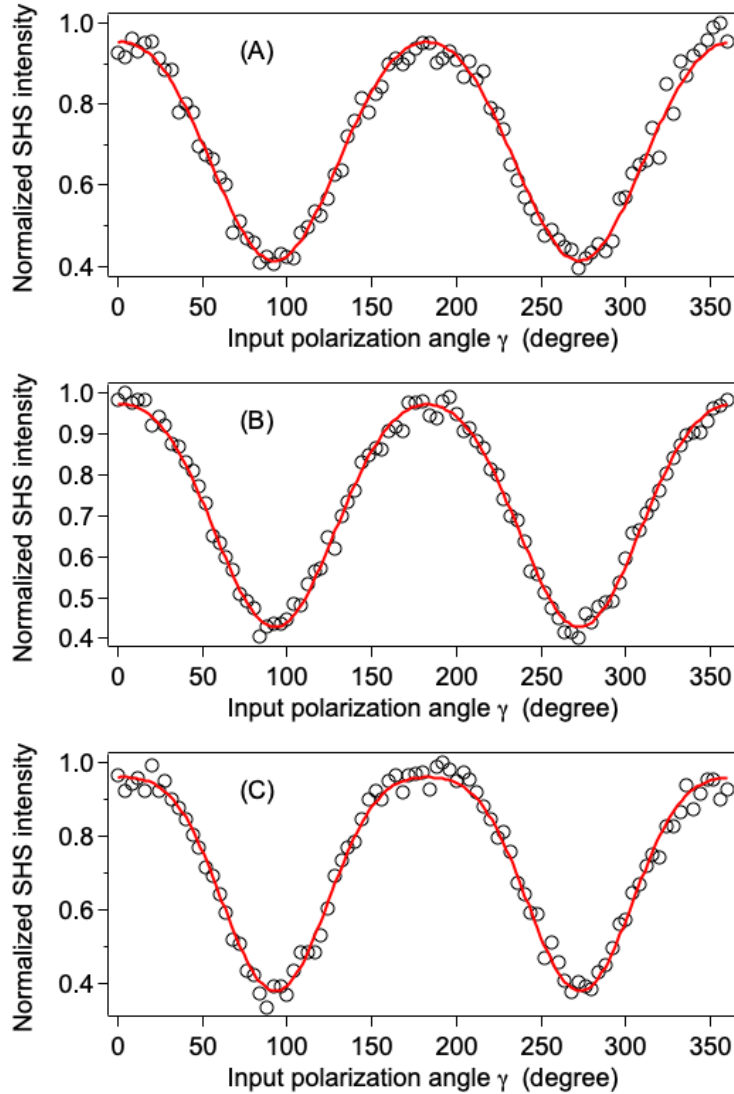 1.0
0.8
0.6
0.4
Normalized SHS intensity
(A)
0 50 100 150 200 250 300 350
Input polarization angle γ (degree)
1.0
0.9
0.8
0.7
0.6
0.5
0.4
Normalized SHS intensity
(B)
0 50 100 150 200 250 300 350
Input polarization angle γ (degree)
1.0
0.8
0.6
0.4
Normalized SHS intensity
(C)
0 50 100 150 200 250 300 350
Input polarization angle γ (degree)